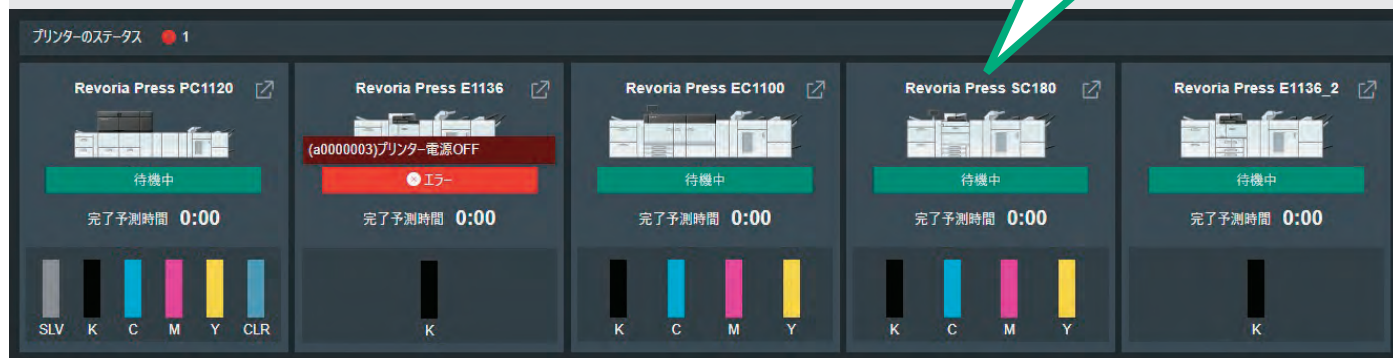 プリンターのステータス 1
Revoria Press PC1120
待機中
完了予測時間 0:00
SLV K C M Y CLR
Revoria Press E1136
(a0000003)プリンター電源OFF
エラー
完了予測時間 0:00
K
Revoria Press EC1100
待機中
完了予測時間 0:00
K C M Y
Revoria Press SC180
待機中
完了予測時間 0:00
K C M Y
Revoria Press E1136_2
待機中
完了予測時間 0:00
K